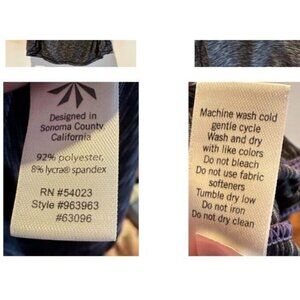 Designed in
Sonoma County
California
92% polyester,
8% lycra® spandex
RN #54023
Style #963963
#63096
Machine wash cold
gentle cycle
Wash and dry
with like colors
Do not bleach
Do not use fabric
softeners
Tumble dry low
Do not iron
Do not dry clean